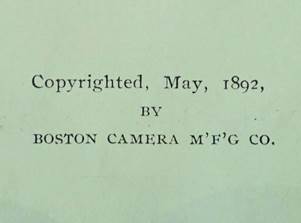 Copyrighted, May, 1892,
BY
BOSTON CAMERA M'F'G CO.